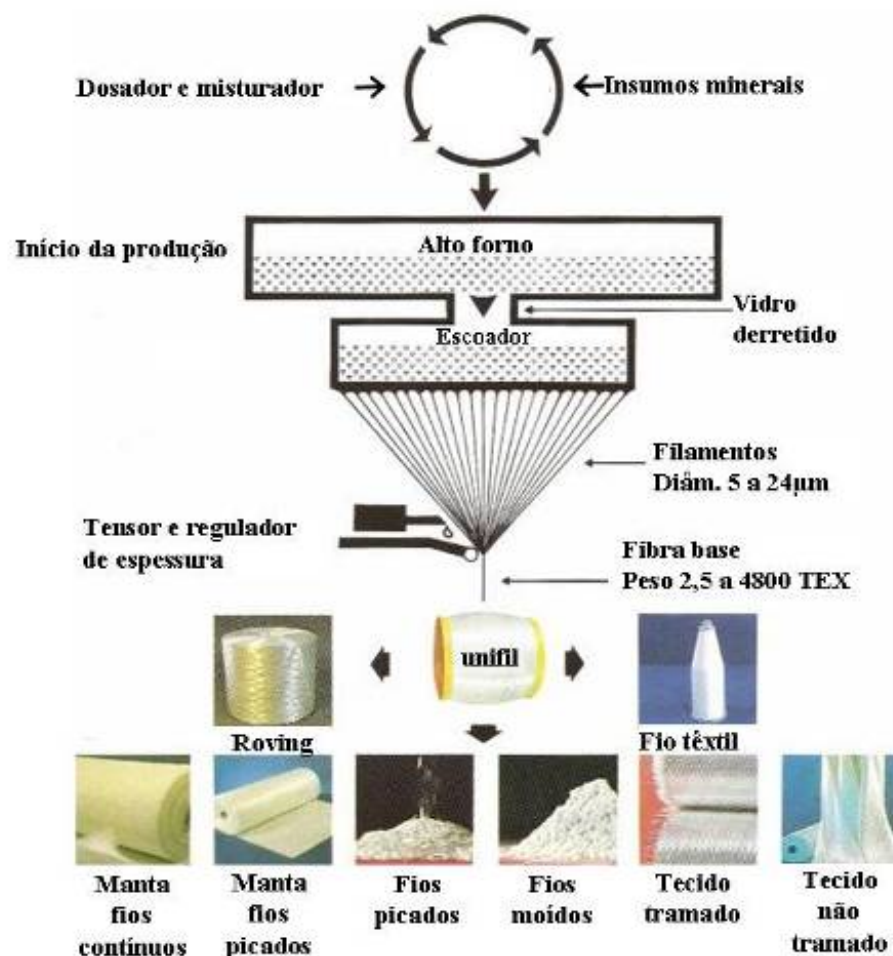 Dosador e misturador
Insumos minerais
Início da produção
Alto forno
Vidro
derretido
Escoador
Filamentos
Diâm. 5 a 24µm
Tensor e regulador
de espessura
Fibra base
Peso 2,5 a 4800 TEX
unifil
Roving
Fio têxtil
Manta
fios
contínuos
Manta
fios
picados
Fios
picados
Fios
moídos
Tecido
tramado
Tecido
não
tramado